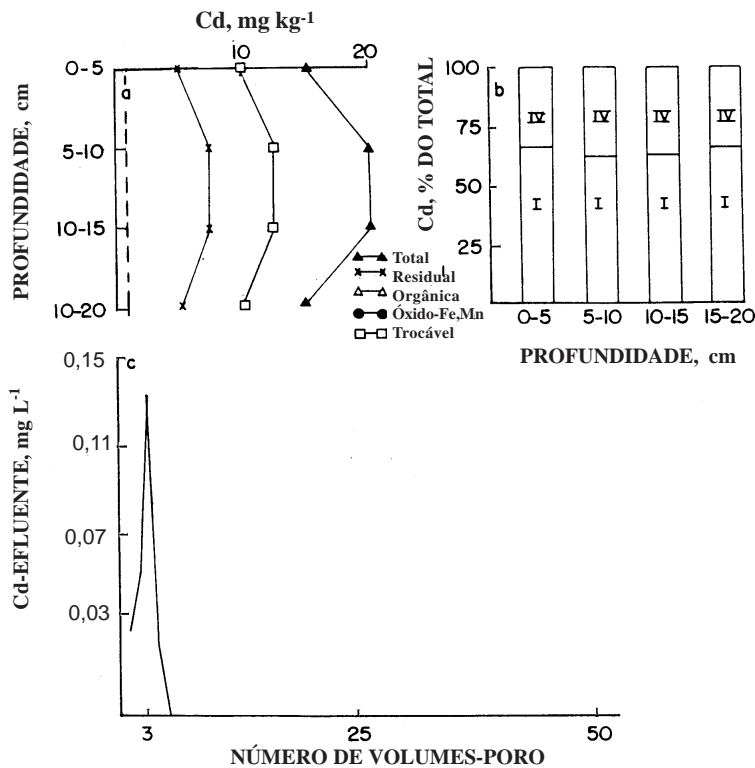 Cd, mg kg-1
10 20
0-5
5-10
10-15
10-20
PROFUNDIDADE, cm
a
Total
Residual
Orgânica
Óxido-Fe,Mn
Trocável
b
Cd, % DO TOTAL
100
75
50
25
IV IV IV IV
I I I I
0-5 5-10 10-15 15-20
PROFUNDIDADE, cm
c
Cd-EFLUENTE, mg L-1
0,15
0,11
0,07
0,03
3 25 50
NÚMERO DE VOLUMES-PORO